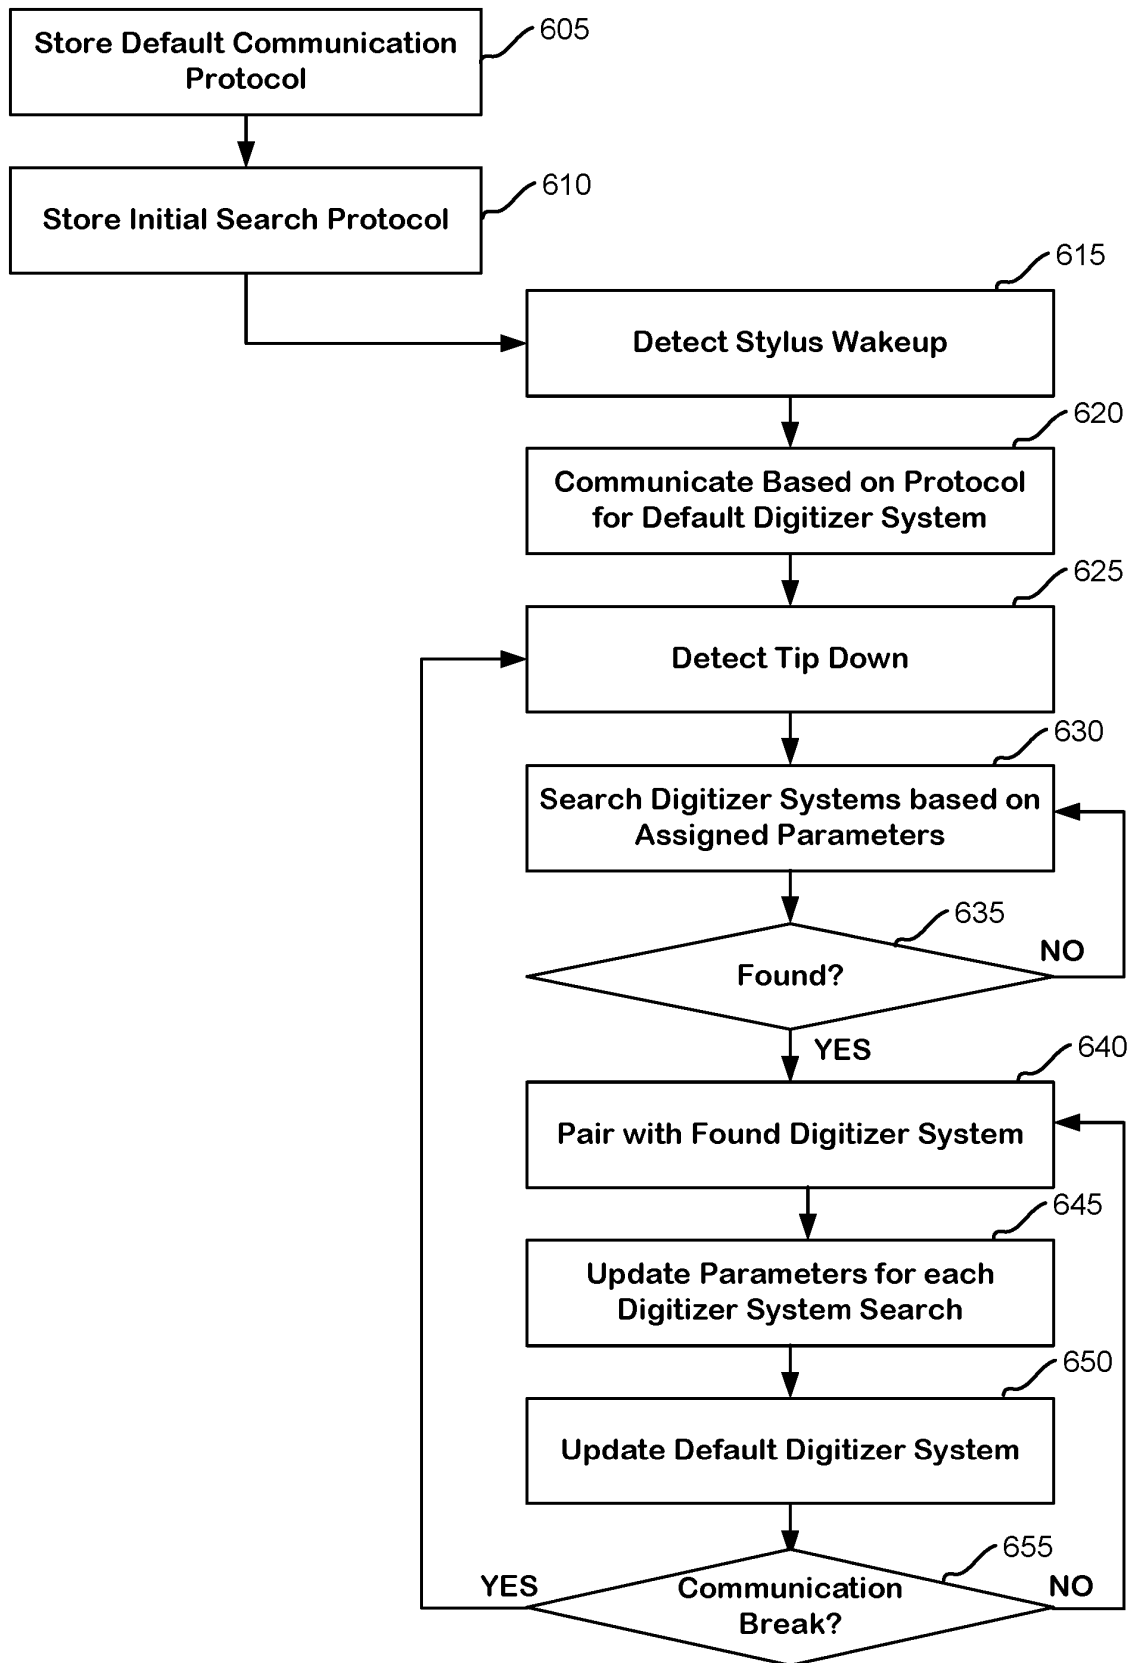 605
Store Default Communication
Protocol
610
Store Initial Search Protocol
615
Detect Stylus Wakeup
620
Communicate Based on Protocol
for Default Digitizer System
625
Detect Tip Down
630
Search Digitizer Systems based on
Assigned Parameters
635
NO
Found?
YES
640
Pair with Found Digitizer System
645
Update Parameters for each
Digitizer System Search
650
Update Default Digitizer System
655
YES
Communication
Break?
NO